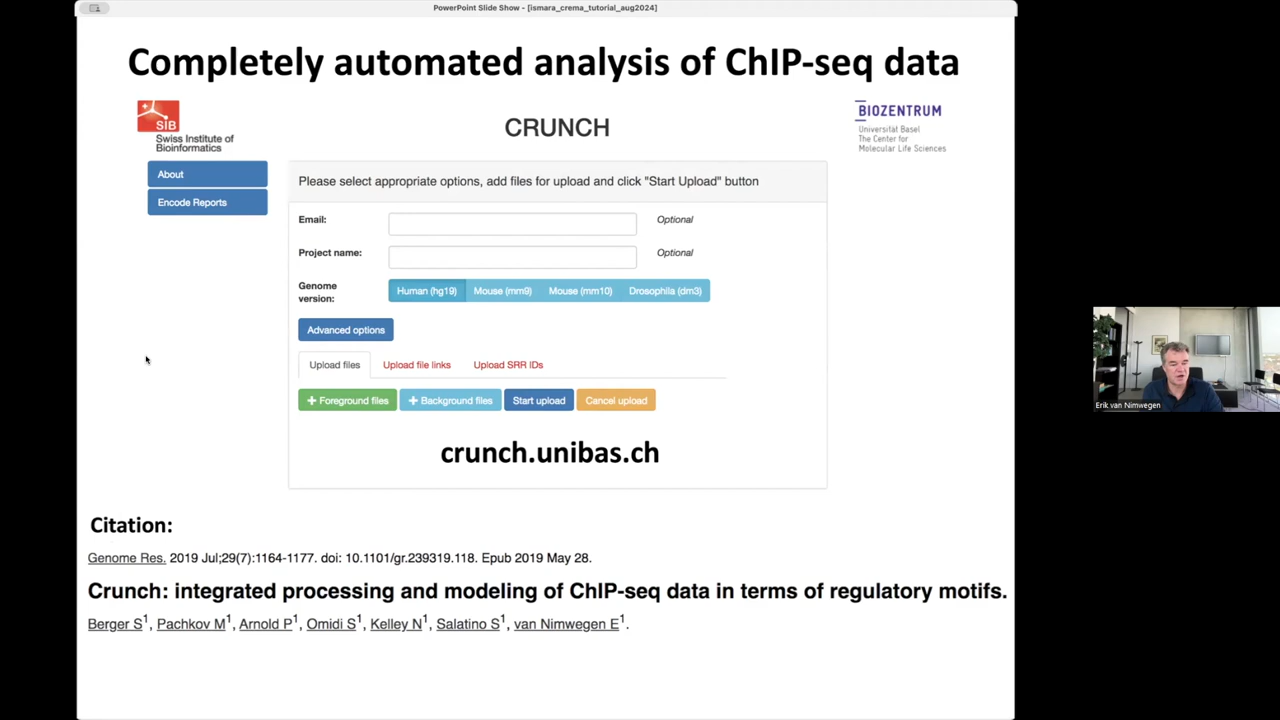 PowerPoint Slide Show - [ismara_crema_tutorial_aug2024]
Completely automated analysis of ChIP-seq data
SIB
Swiss Institute of
Bioinformatics
CRUNCH
BIOZENTRUM
Universität Basel
The Center for
Molecular Life Sciences
About
Encode Reports
Please select appropriate options, add files for upload and click "Start Upload" button
Email: Optional
Project name: Optional
Genome
version:
Human (hg19) Mouse (mm9) Mouse (mm10) Drosophila (dm3)
Advanced options
Upload files Upload file links Upload SRR IDs
+ Foreground files + Background files Start upload Cancel upload
crunch.unibas.ch
Erik van Nimwegen
Citation:
Genome Res. 2019 Jul;29(7):1164-1177. doi: 10.1101/gr.239319.118. Epub 2019 May 28.
Crunch: integrated processing and modeling of ChIP-seq data in terms of regulatory motifs.
Berger S1, Pachkov M1, Arnold P1, Omidi S1, Kelley N1, Salatino S1, van Nimwegen E1.